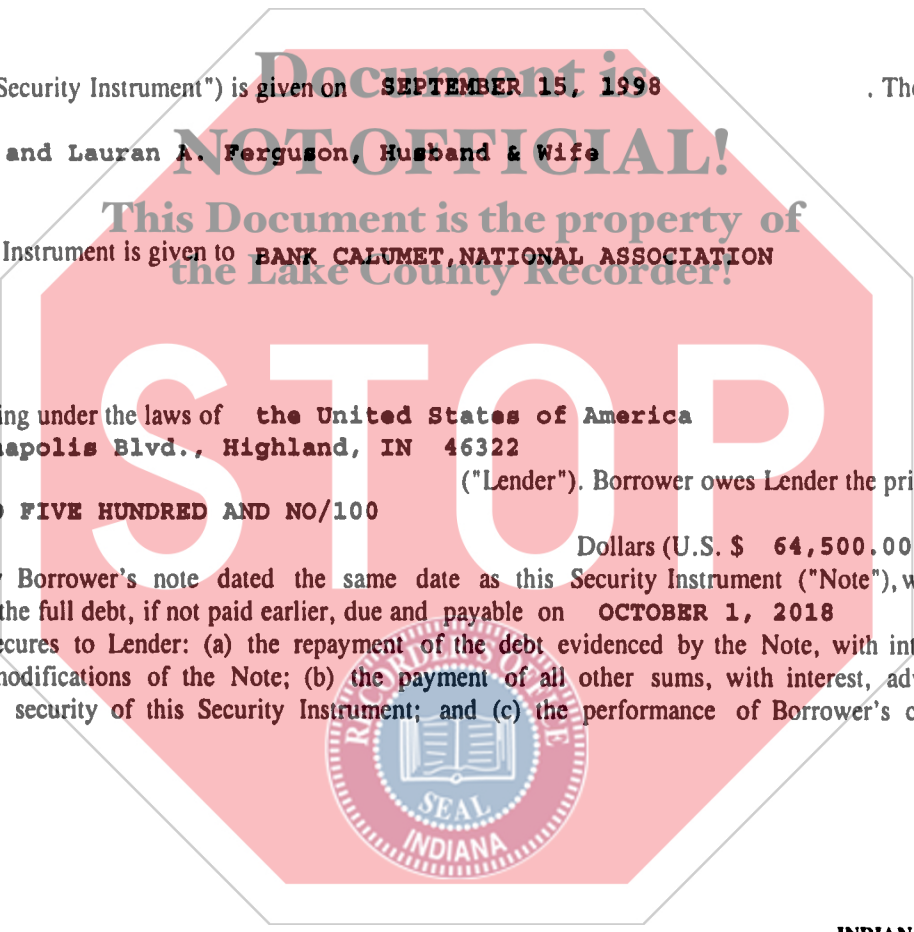 Document is
Security Instrument") is given on SEPTEMBER 15, 1998 . The
NOT OFFICIAL!
and Lauran A. Ferguson, Husband & Wife
This Document is the property of
Instrument is given to BANK CALUMET, NATIONAL ASSOCIATION
the Lake County Recorder!
STOP
ing under the laws of the United States of America
apolis Blvd., Highland, IN 46322
("Lender"). Borrower owes Lender the pri
FIVE HUNDRED AND NO/100
Dollars (U.S. $ 64,500.00
Borrower's note dated the same date as this Security Instrument ("Note"), w
the full debt, if not paid earlier, due and payable on OCTOBER 1, 2018
ecures to Lender: (a) the repayment of the debt evidenced by the Note, with int
nodifications of the Note; (b) the payment of all other sums, with interest, ad
security of this Security Instrument; and (c) the performance of Borrower's c
RECORDER'S OFFICE
SEAL
INDIANA
INDIAN